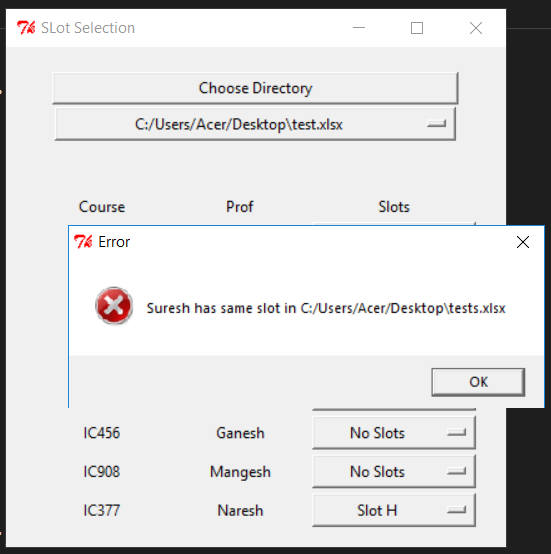 SLot Selection
Choose Directory
C:/Users/Acer/Desktop\test.xlsx
Course Prof Slots
Error
Suresh has same slot in C:/Users/Acer/Desktop\tests.xlsx
OK
IC456 Ganesh No Slots
IC908 Mangesh No Slots
IC377 Naresh Slot H